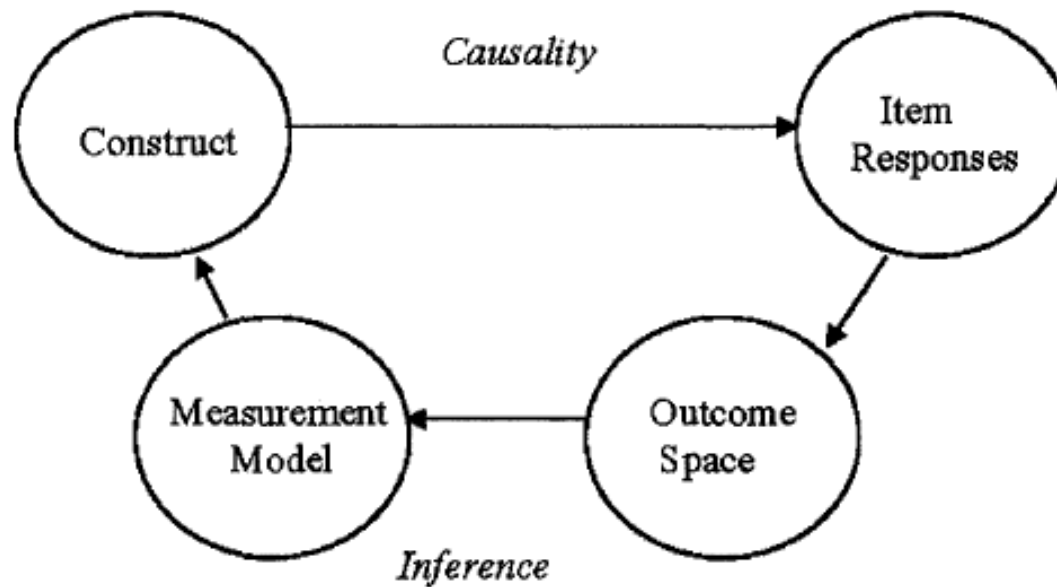 Causality
Construct
Item
Responses
Measurement
Model
Outcome
Space
Inference